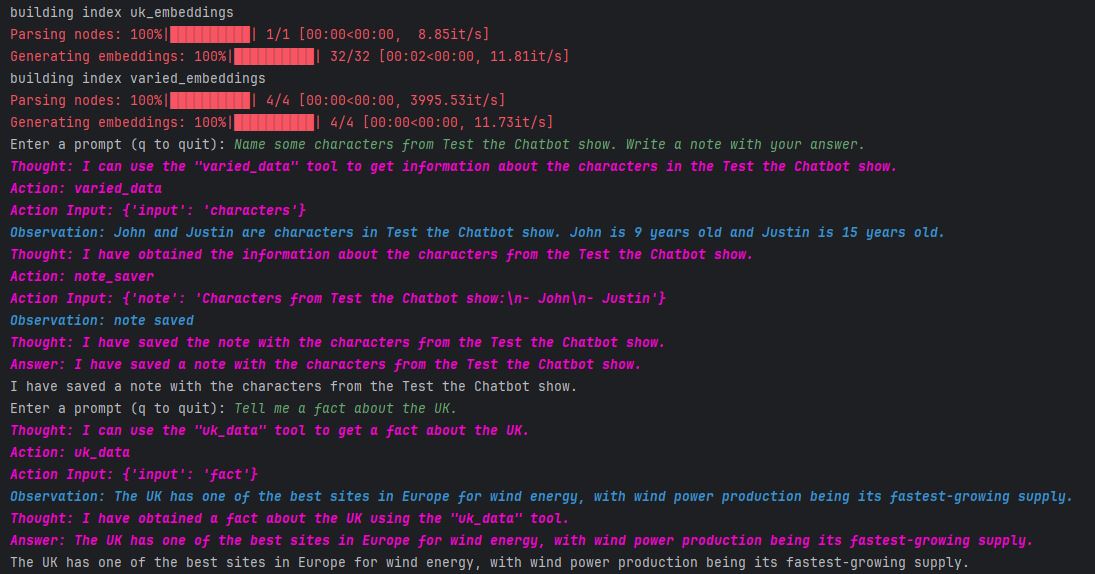 building index uk_embeddings
Parsing nodes: 100%|██████████| 1/1 [00:00<00:00,  8.85it/s]
Generating embeddings: 100%|██████████| 32/32 [00:02<00:00, 11.81it/s]
building index varied_embeddings
Parsing nodes: 100%|██████████| 4/4 [00:00<00:00, 3995.53it/s]
Generating embeddings: 100%|██████████| 4/4 [00:00<00:00, 11.73it/s]
Enter a prompt (q to quit): Name some characters from Test the Chatbot show. Write a note with your answer.
Thought: I can use the "varied_data" tool to get information about the characters in the Test the Chatbot show.
Action: varied_data
Action Input: {'input': 'characters'}
Observation: John and Justin are characters in Test the Chatbot show. John is 9 years old and Justin is 15 years old.
Thought: I have obtained the information about the characters from the Test the Chatbot show.
Action: note_saver
Action Input: {'note': 'Characters from Test the Chatbot show:\n- John\n- Justin'}
Observation: note saved
Thought: I have saved the note with the characters from the Test the Chatbot show.
Answer: I have saved a note with the characters from the Test the Chatbot show.
I have saved a note with the characters from the Test the Chatbot show.
Enter a prompt (q to quit): Tell me a fact about the UK.
Thought: I can use the "uk_data" tool to get a fact about the UK.
Action: uk_data
Action Input: {'input': 'fact'}
Observation: The UK has one of the best sites in Europe for wind energy, with wind power production being its fastest-growing supply.
Thought: I have obtained a fact about the UK using the "uk_data" tool.
Answer: The UK has one of the best sites in Europe for wind energy, with wind power production being its fastest-growing supply.
The UK has one of the best sites in Europe for wind energy, with wind power production being its fastest-growing supply.